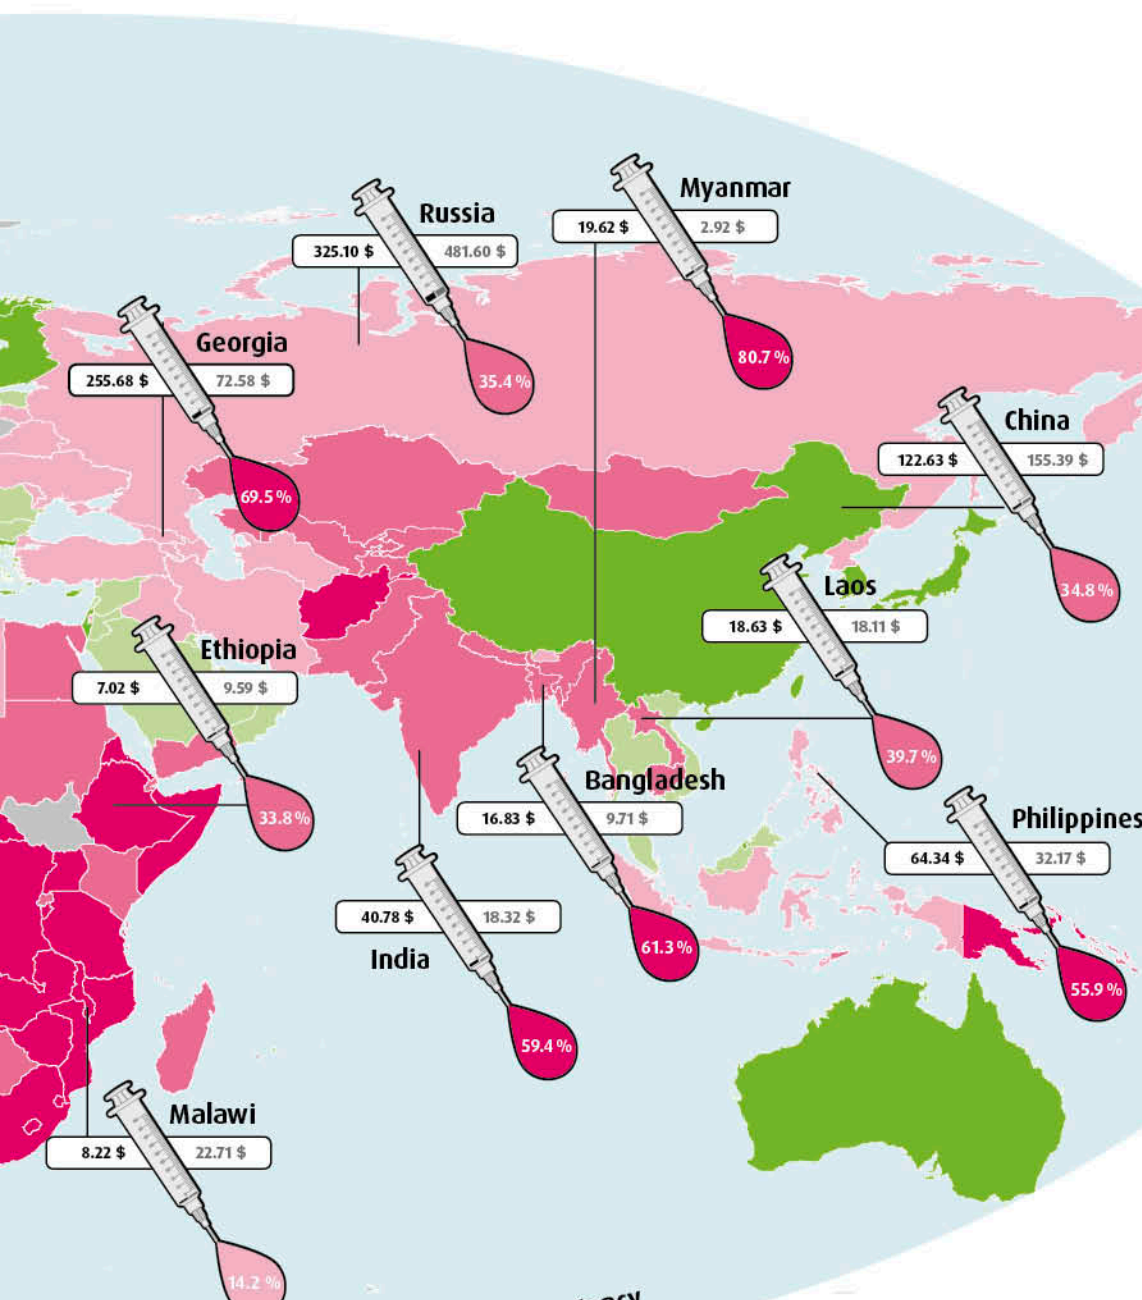 Myanmar
19.62 $ 2.92 $
80.7 %
Russia
325.10 $ 481.60 $
35.4 %
Georgia
255.68 $ 72.58 $
69.5 %
China
122.63 $ 155.39 $
34.8 %
Laos
18.63 $ 18.11 $
39.7 %
Ethiopia
7.02 $ 9.59 $
33.8 %
Bangladesh
16.83 $ 9.71 $
61.3 %
Philippines
64.34 $ 32.17 $
55.9 %
40.78 $ 18.32 $
India
59.4 %
Malawi
8.22 $ 22.71 $
14.2 %